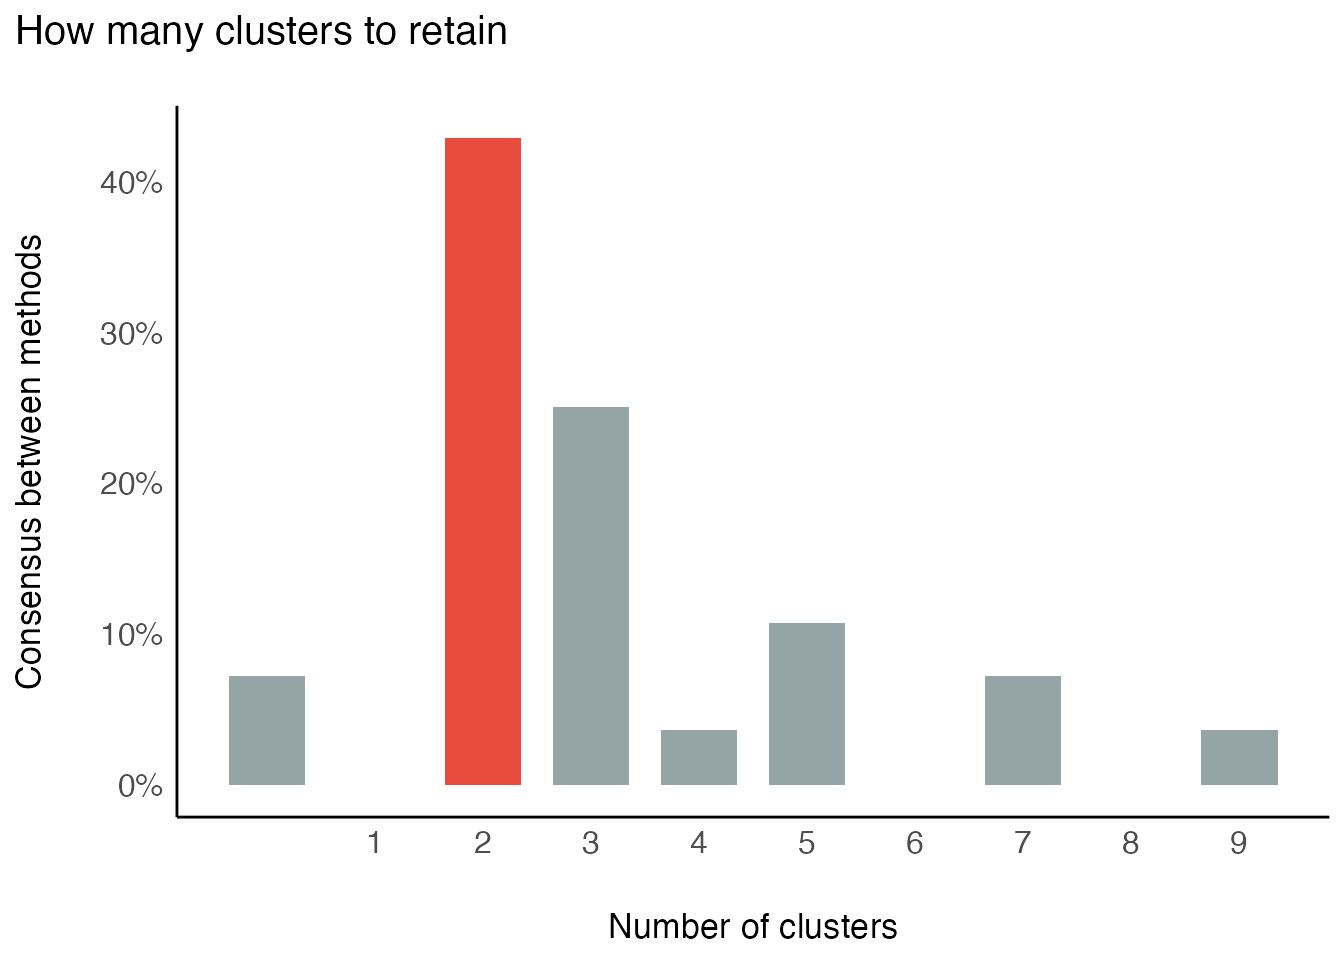 How many clusters to retain
Consensus between methods
40%
30%
20%
10%
0%
1 2 3 4 5 6 7 8 9
Number of clusters